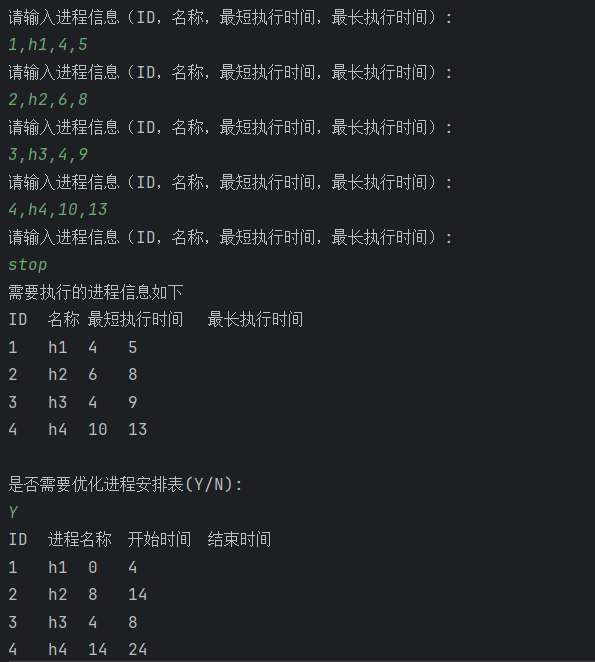 请输入进程信息（ID，名称，最短执行时间，最长执行时间）:
1,h1,4,5
请输入进程信息（ID，名称，最短执行时间，最长执行时间）:
2,h2,6,8
请输入进程信息（ID，名称，最短执行时间，最长执行时间）:
3,h3,4,9
请输入进程信息（ID，名称，最短执行时间，最长执行时间）:
4,h4,10,13
请输入进程信息（ID，名称，最短执行时间，最长执行时间）:
stop
需要执行的进程信息如下
ID 名称 最短执行时间 最长执行时间
1 h1 4 5
2 h2 6 8
3 h3 4 9
4 h4 10 13
是否需要优化进程安排表(Y/N):
Y
ID 进程名称 开始时间 结束时间
1 h1 0 4
2 h2 8 14
3 h3 4 8
4 h4 14 24